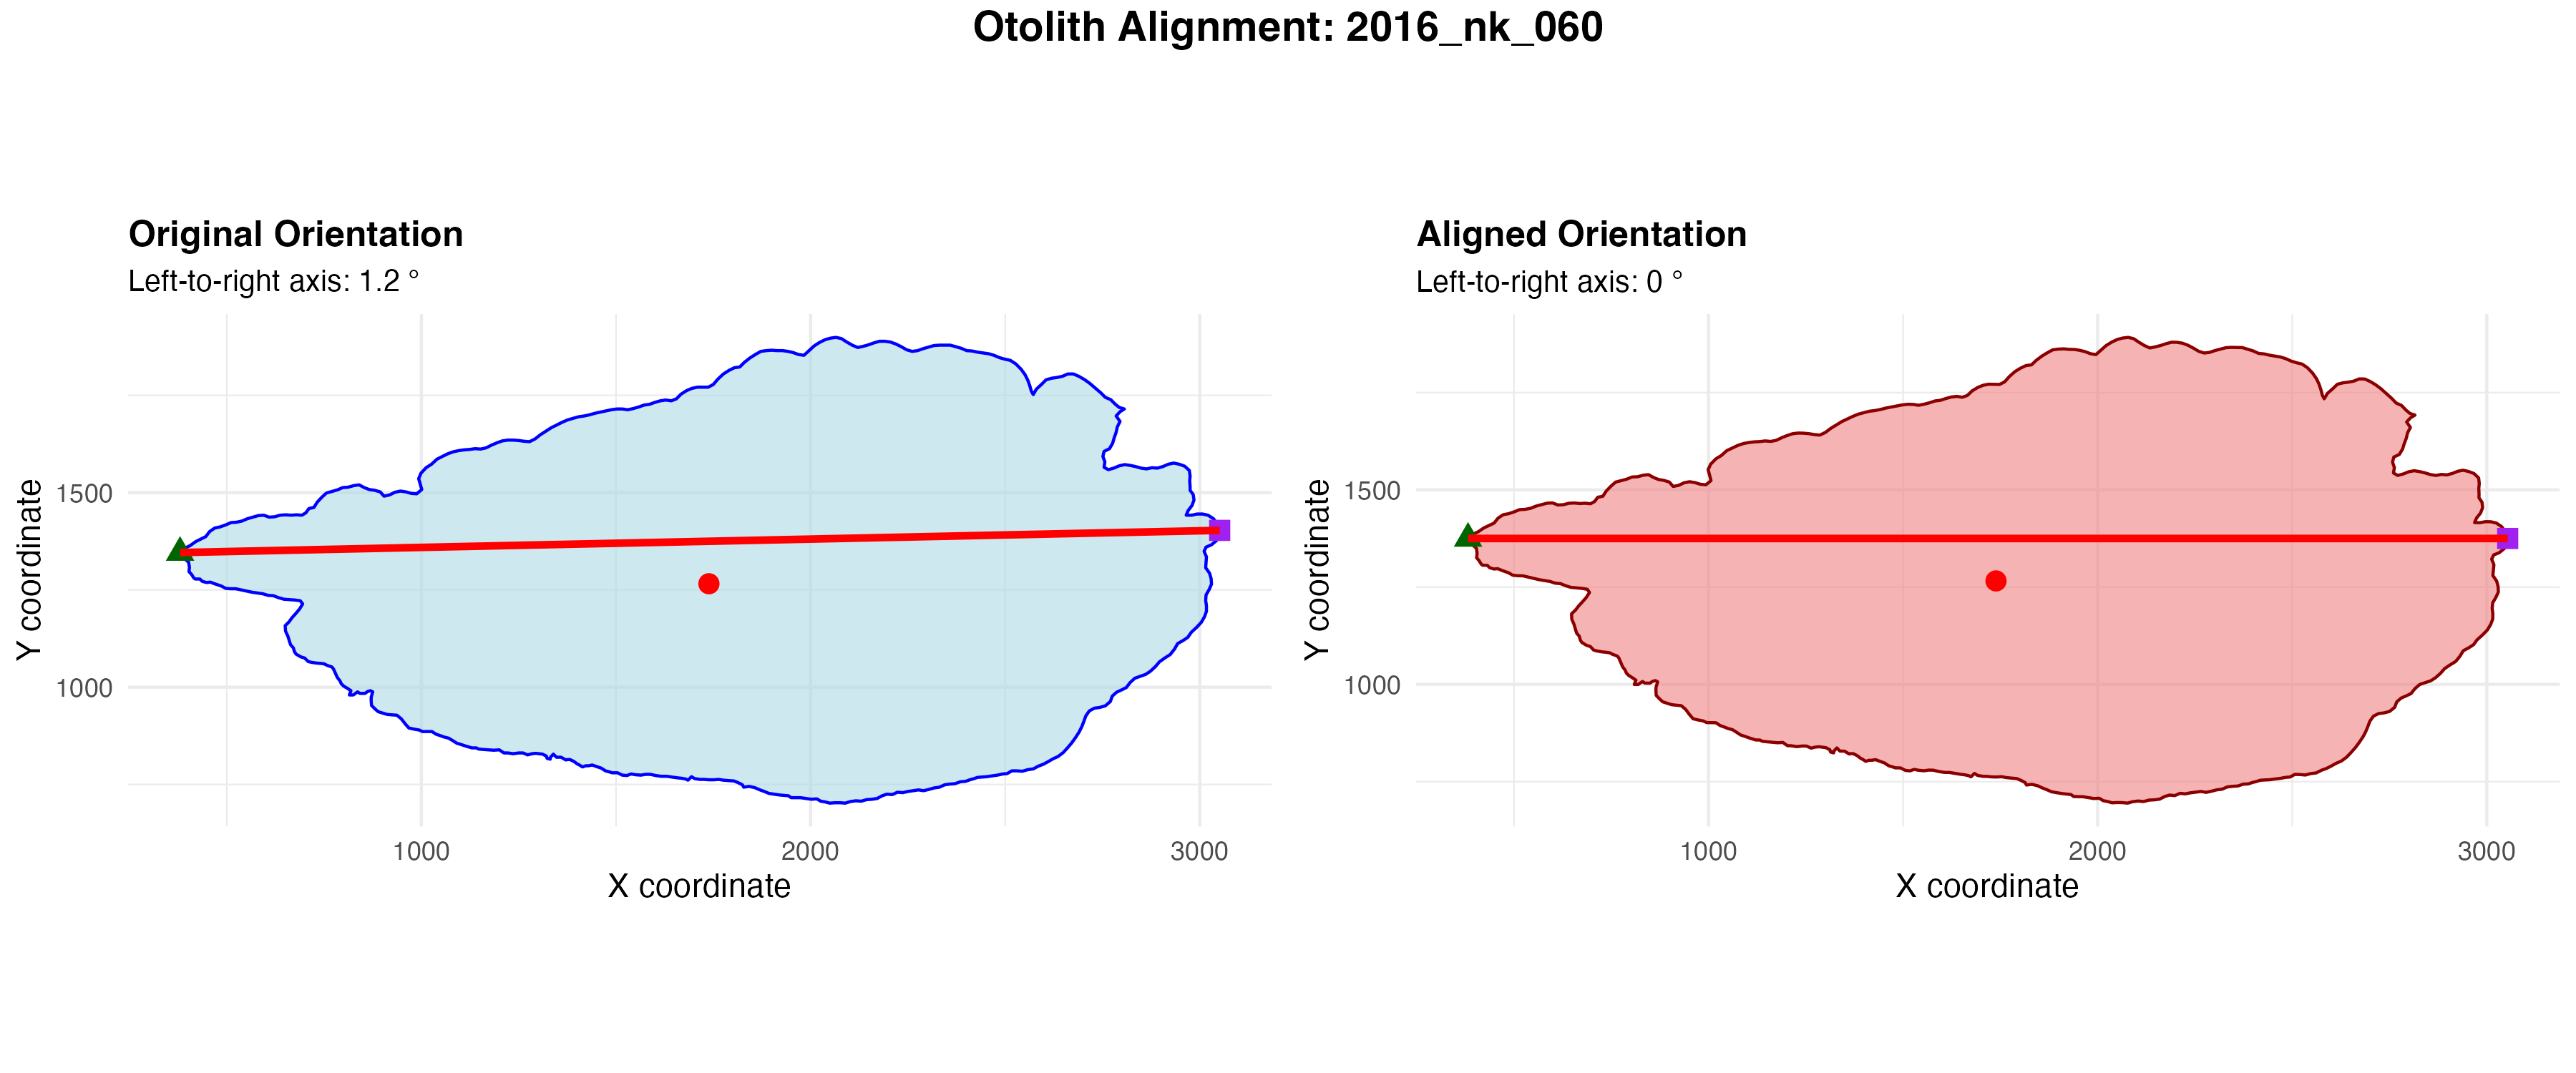 Otolith Alignment: 2016_nk_060
Original Orientation
Left-to-right axis: 1.2 °
Y coordinate
1500
1000
1000
2000
3000
X coordinate
Aligned Orientation
Left-to-right axis: 0 °
Y coordinate
1500
1000
1000
2000
3000
X coordinate